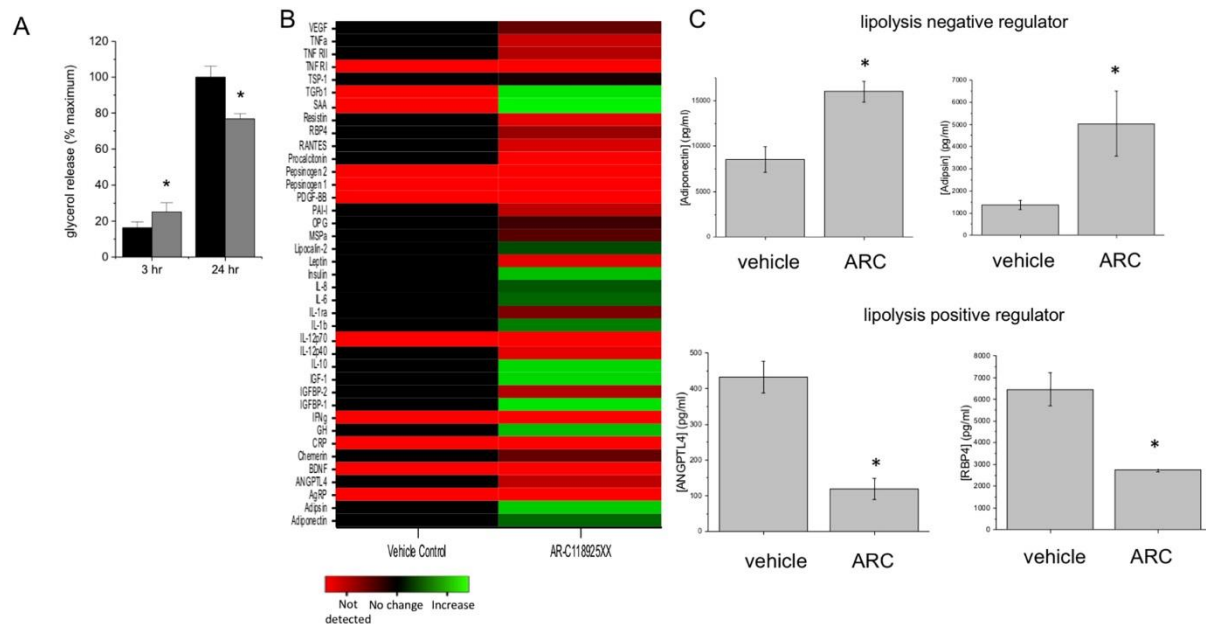 A
120
100
80
60
40
20
0
glycerol release (% maximum)
*
*
3 hr
24 hr
B
VEGF
TNFa
TNF RII
TNF RI
TSP-1
TGFb1
SAA
Resistin
RBP4
RANTES
Procalcitonin
Pepsinogen 2
Pepsinogen 1
PDGF-BB
PAI-I
OPG
MSPa
Lipocalin-2
Leptin
Insulin
IL-8
IL-6
IL-1ra
IL-1b
IL-12p70
IL-12p40
IL-10
IGF-1
IGFBP-2
IGFBP-1
IFNg
GH
CRP
Chemerin
BDNF
ANGPTL4
AgRP
Adipsin
Adiponectin
Vehicle Control
AR-C118925XX
Not detected
No change
Increase
C
lipolysis negative regulator
[Adiponectin] (pg/ml)
15000
10000
5000
0
*
vehicle
ARC
[Adipsin] (pg/ml)
7000
6000
5000
4000
3000
2000
1000
0
*
vehicle
ARC
lipolysis positive regulator
[ANGPTL4] (pg/ml)
500
400
300
200
100
0
*
vehicle
ARC
[RBP4] (pg/ml)
8000
7000
6000
5000
4000
3000
2000
1000
0
*
vehicle
ARC